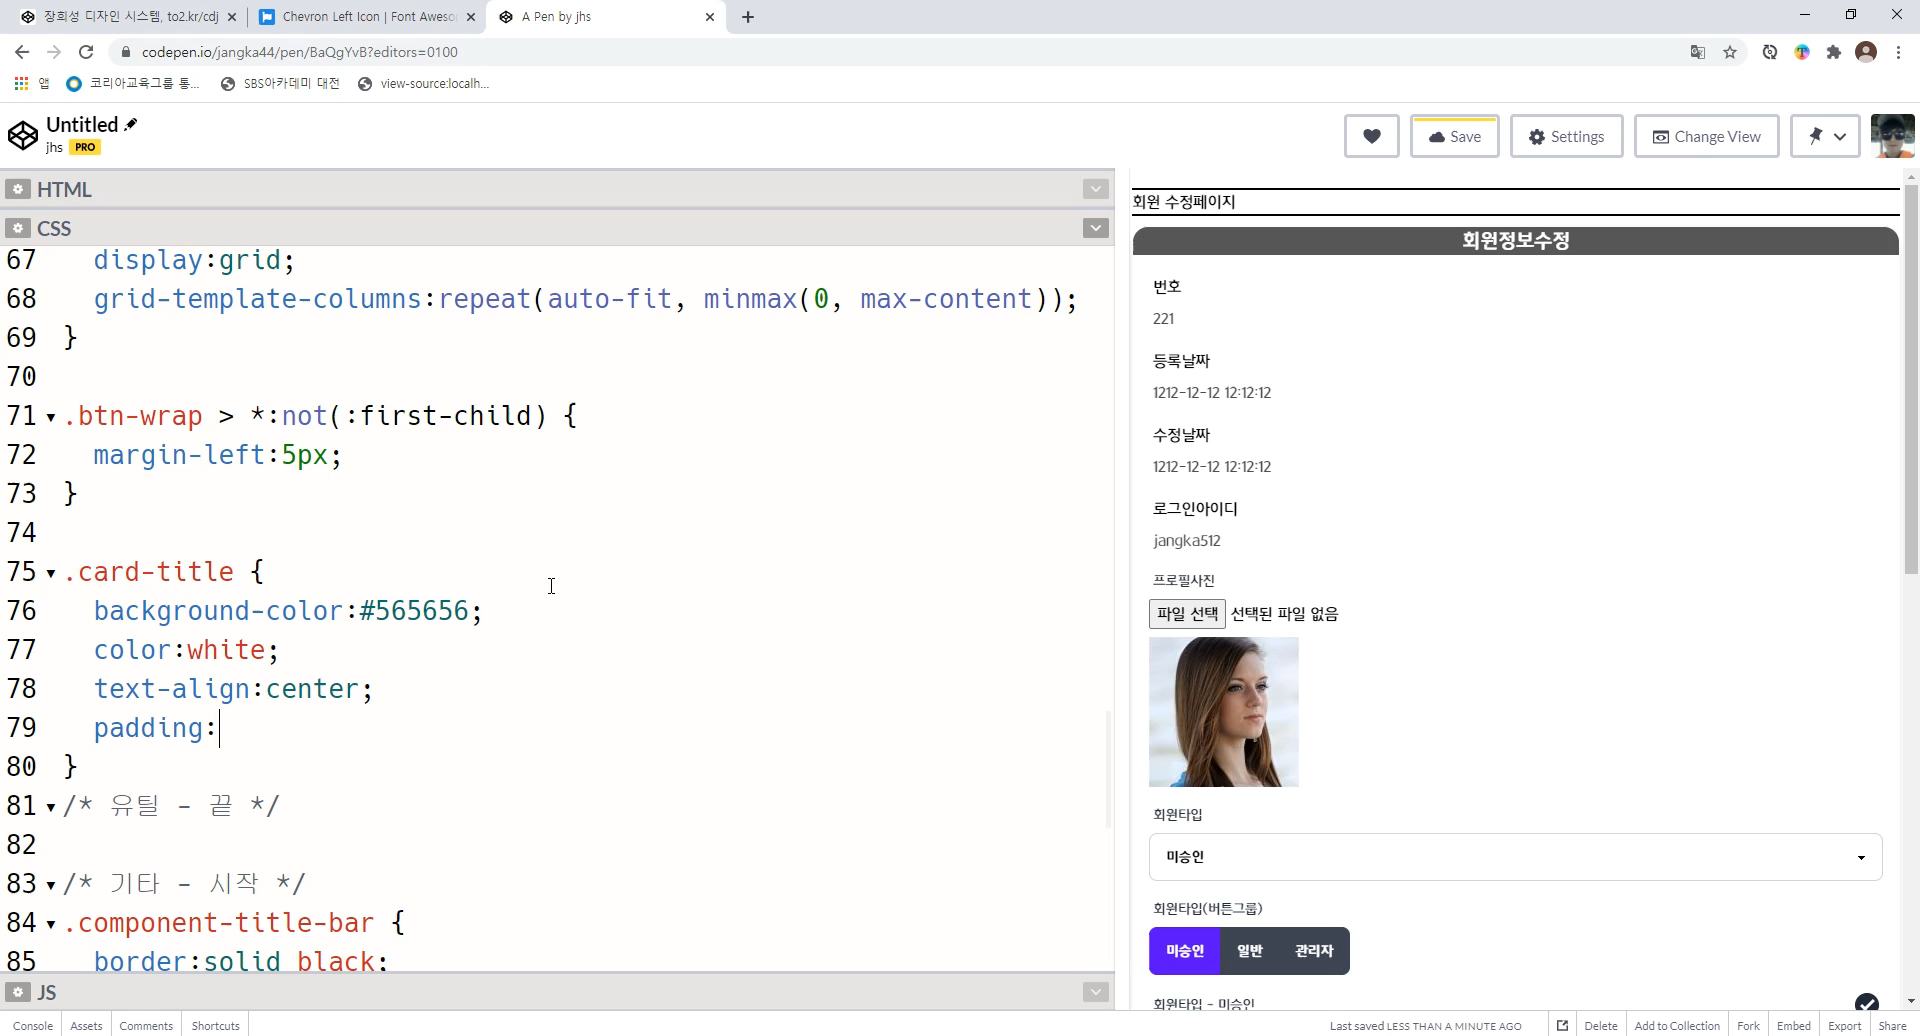 장희성 디자인 시스템, to2.kr/cdj
Chevron Left Icon | Font Aweso
A Pen by jhs
codepen.io/jangka44/pen/BaQgYvB?editors=0100
앱
코리아교육그룹 통...
SBS아카데미 대전
view-source:localh...
Untitled
jhs PRO
Save
Settings
Change View
HTML
CSS
67 display:grid;
68 grid-template-columns:repeat(auto-fit, minmax(0, max-content));
69 }
70
71 .btn-wrap > *:not(:first-child) {
72 margin-left:5px;
73 }
74
75 .card-title {
76 background-color:#565656;
77 color:white;
78 text-align:center;
79 padding:
80 }
81 /* 유틸 - 끝 */
82
83 /* 기타 - 시작 */
84 .component-title-bar {
85 border:solid black;
JS
회원 수정페이지
회원정보수정
번호
221
등록날짜
1212-12-12 12:12:12
수정날짜
1212-12-12 12:12:12
로그인아이디
jangka512
프로필사진
파일 선택 선택된 파일 없음
회원타입
미승인
회원타입(버튼그룹)
미승인 일반 관리자
회원타입 - 미승인
Console Assets Comments Shortcuts
Last saved LESS THAN A MINUTE AGO
Delete Add to Collection Fork Embed Export Share